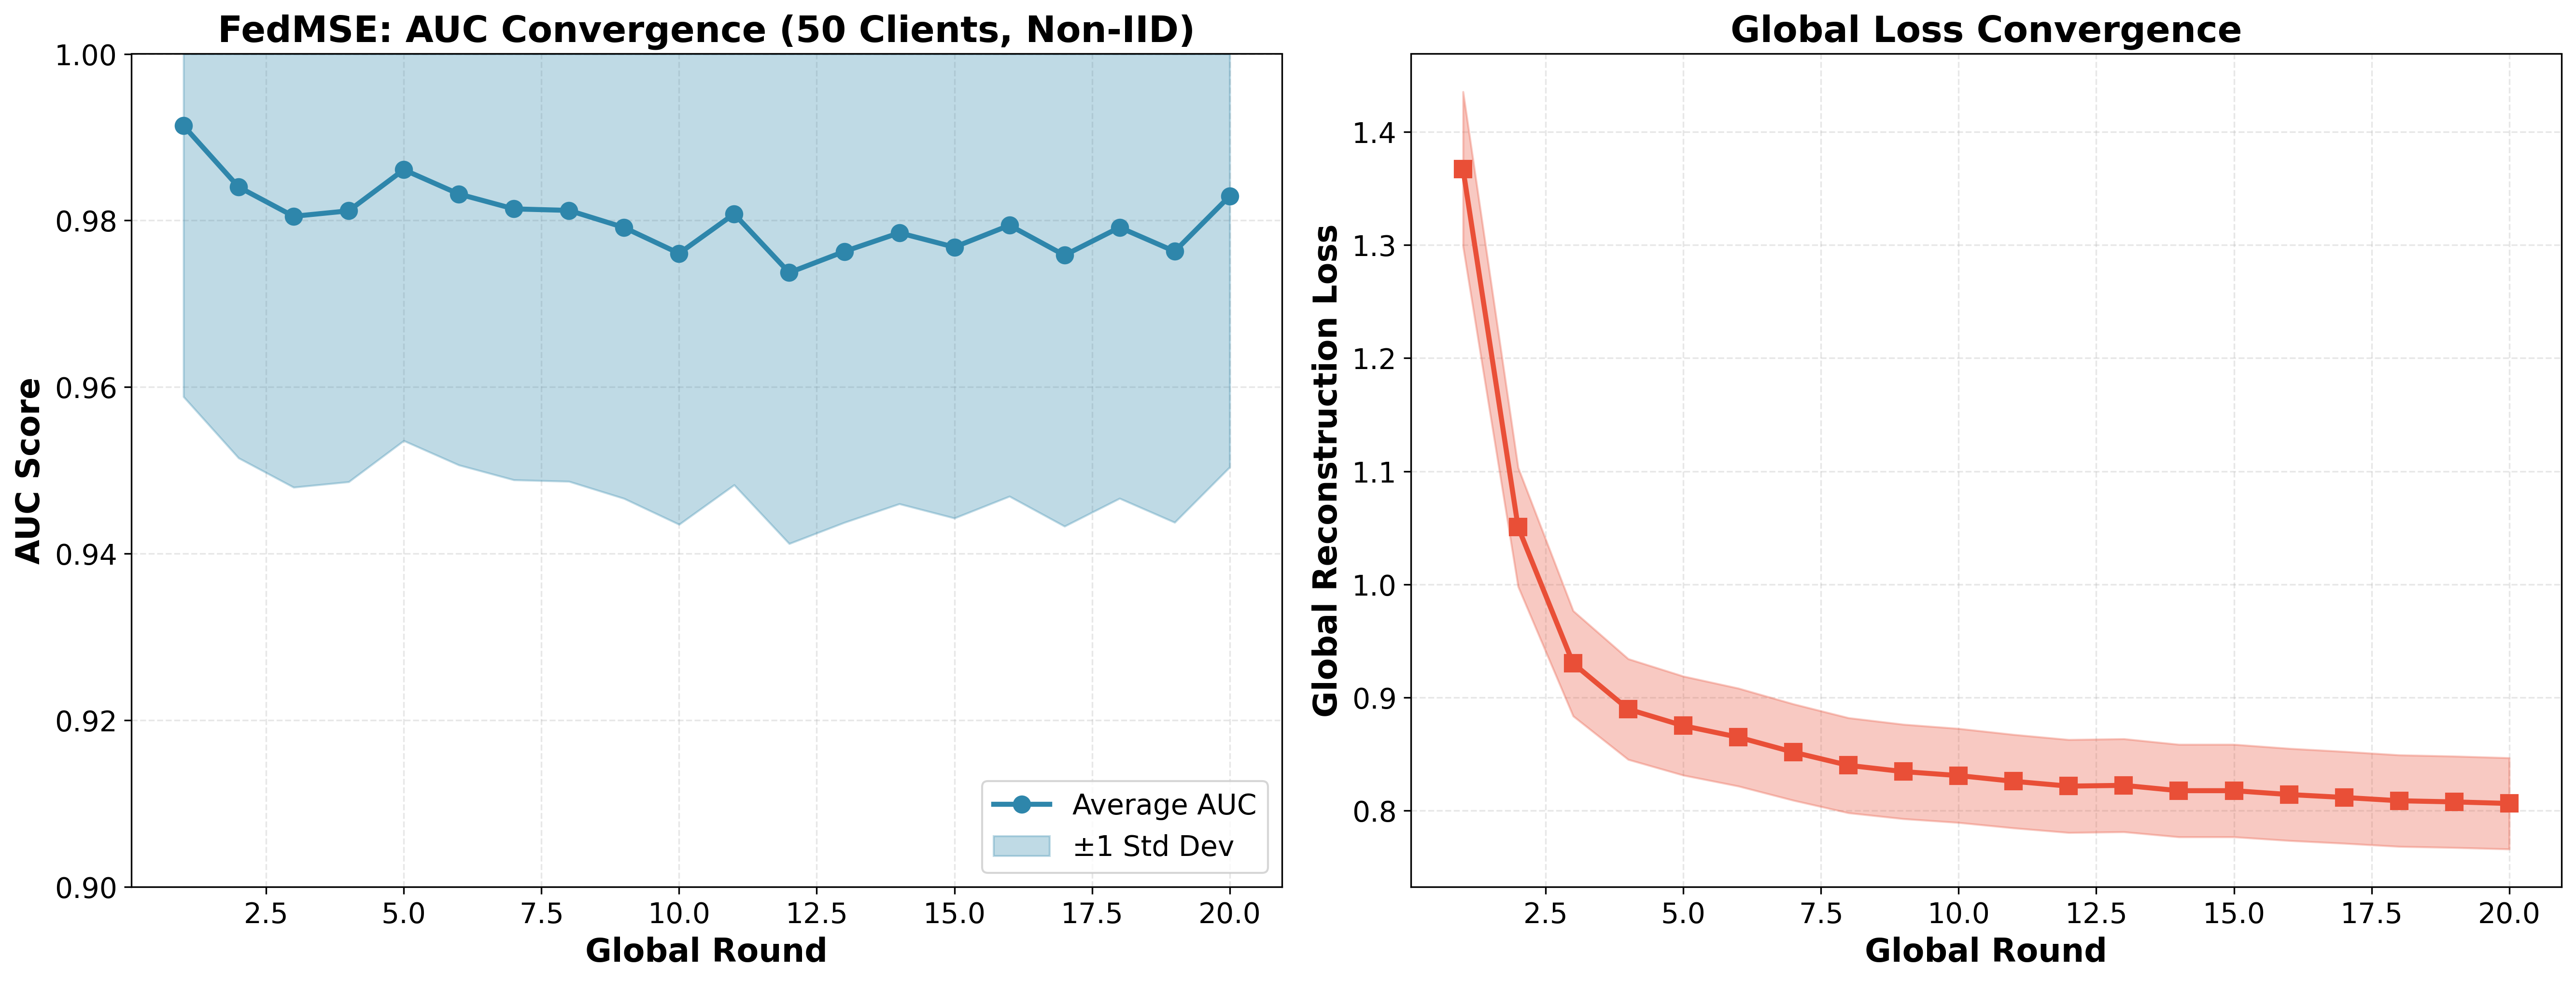 FedMSE: AUC Convergence (50 Clients, Non-IID)
AUC Score
1.00
0.98
0.96
0.94
0.92
0.90
Average AUC
±1 Std Dev
2.5 5.0 7.5 10.0 12.5 15.0 17.5 20.0
Global Round
Global Loss Convergence
Global Reconstruction Loss
1.4
1.3
1.2
1.1
1.0
0.9
0.8
2.5 5.0 7.5 10.0 12.5 15.0 17.5 20.0
Global Round